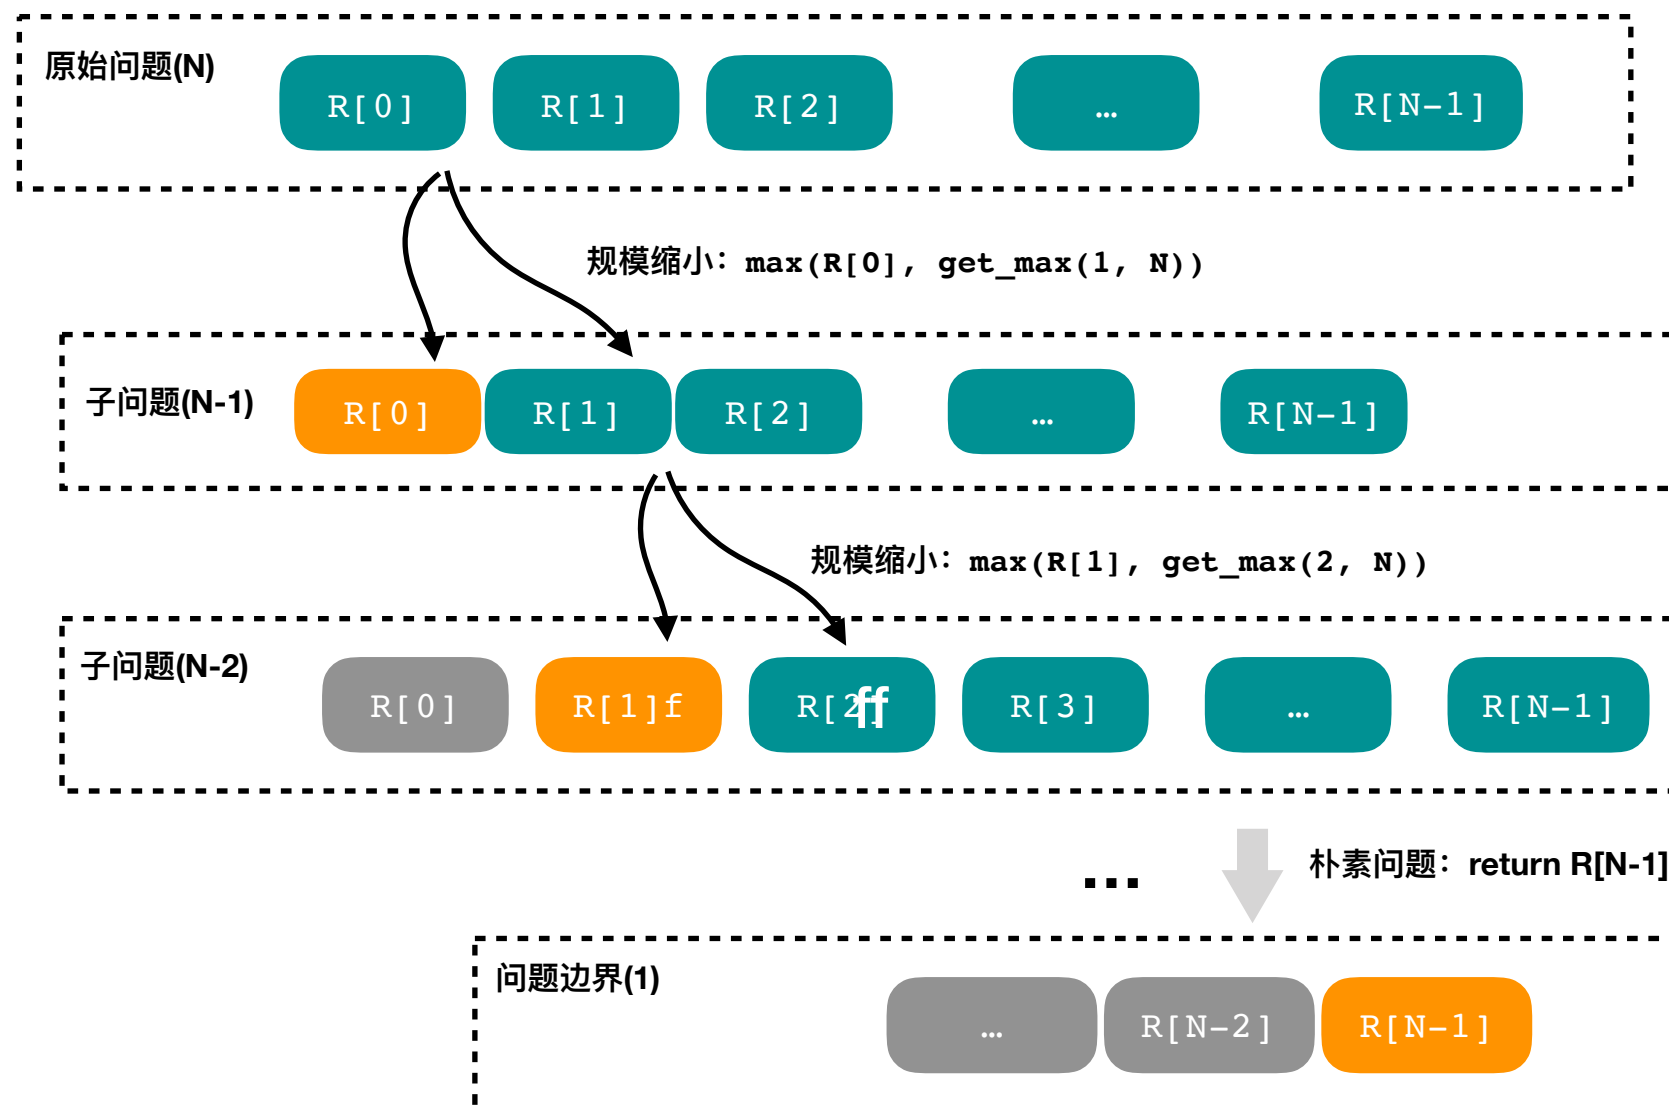 原始问题(N)
R[0] R[1] R[2] … R[N-1]
规模缩小：max(R[0], get_max(1, N))
子问题(N-1)
R[0] R[1] R[2] … R[N-1]
规模缩小：max(R[1], get_max(2, N))
子问题(N-2)
R[0] R[1]f R[2] ff R[3] … R[N-1]
… 朴素问题：return R[N-1]
问题边界(1)
… R[N-2] R[N-1]